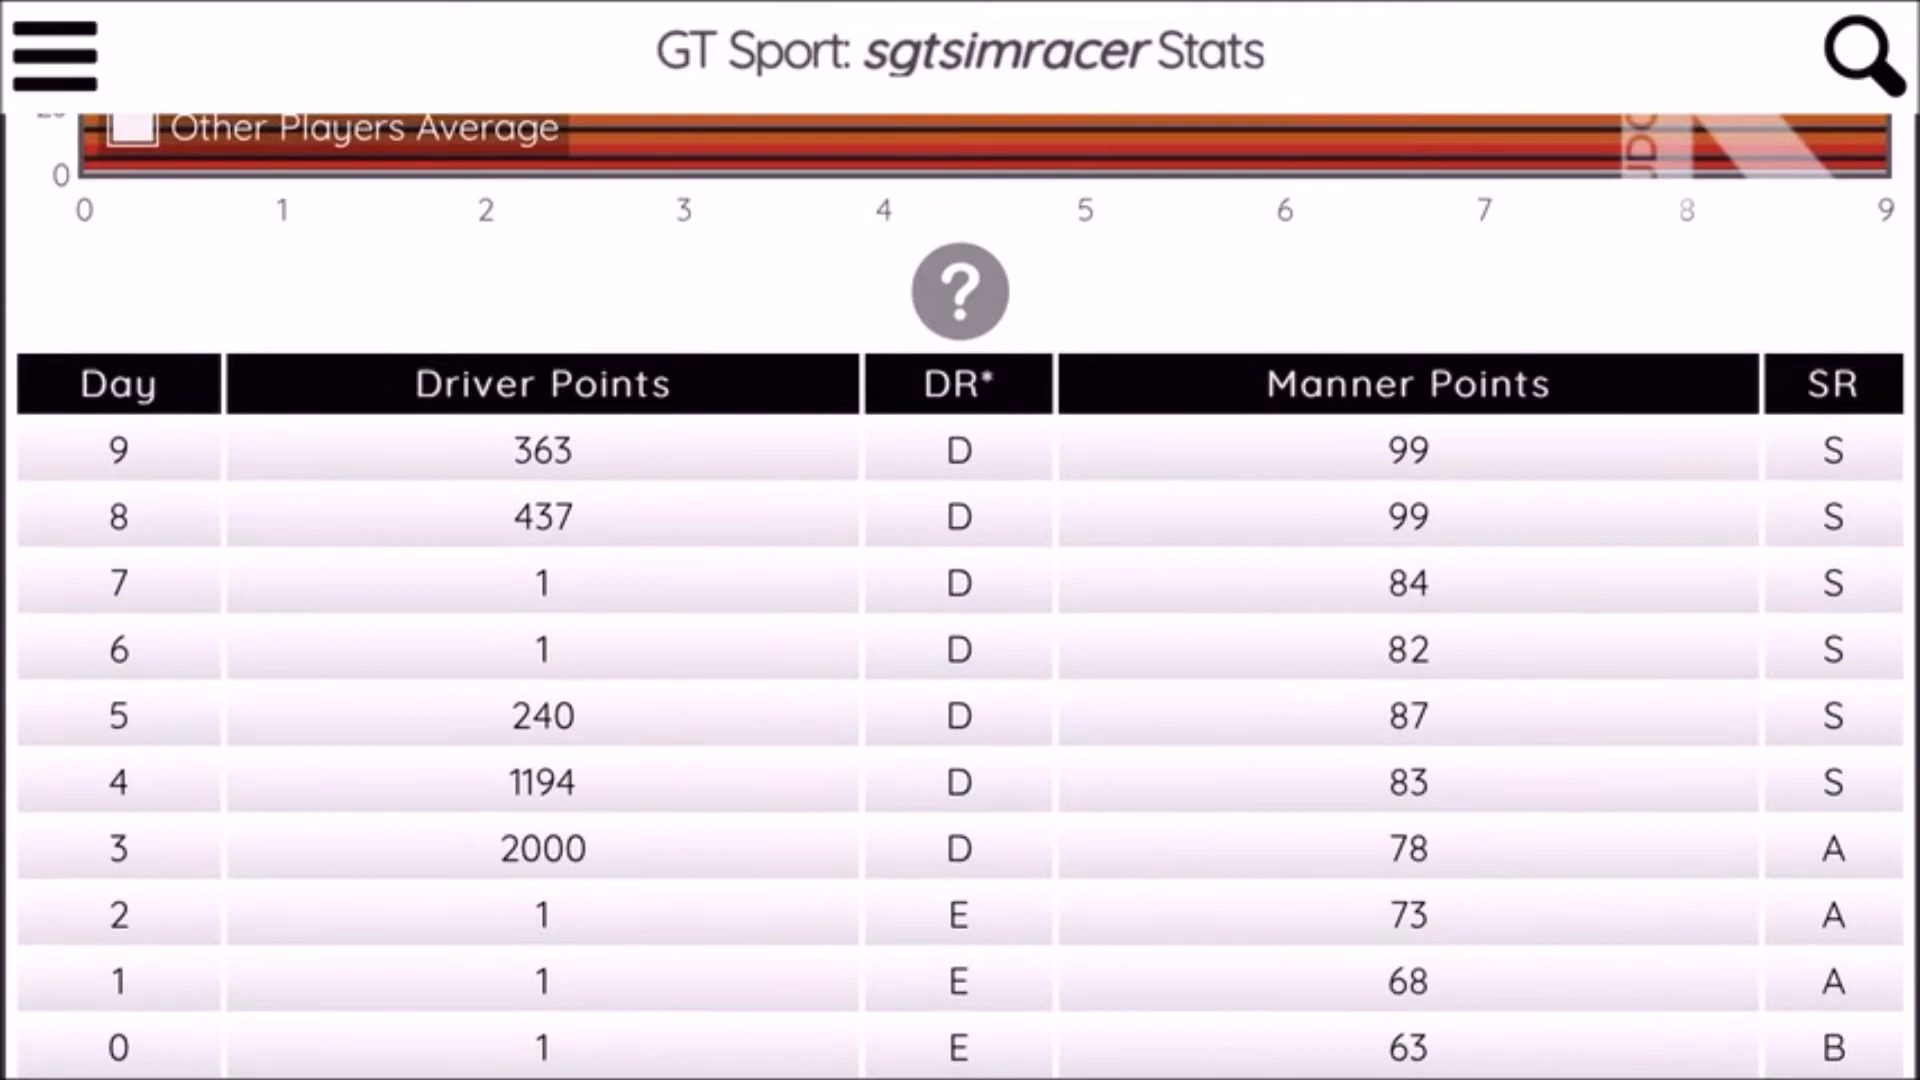 GT Sport: sgtsimracer Stats
Other Players Average
0
0 1 2 3 4 5 6 7 8 9
?
Day Driver Points DR* Manner Points SR
9 363 D 99 S
8 437 D 99 S
7 1 D 84 S
6 1 D 82 S
5 240 D 87 S
4 1194 D 83 S
3 2000 D 78 A
2 1 E 73 A
1 1 E 68 A
0 1 E 63 B